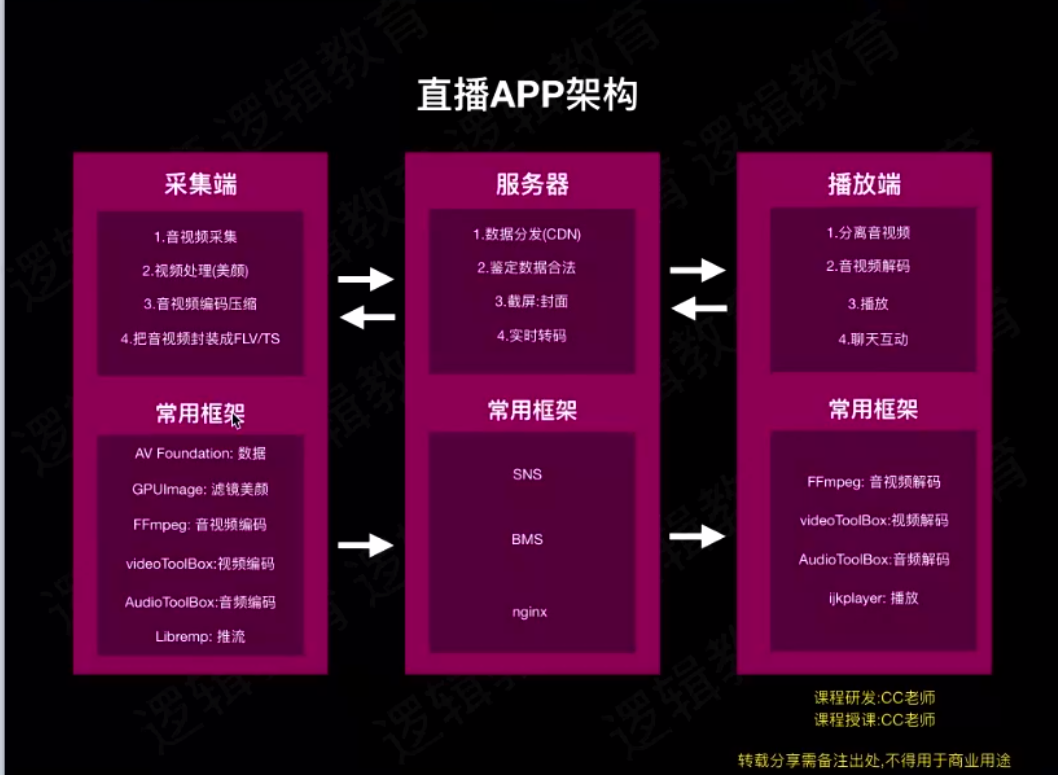 直播APP架构
采集端
1.音视频采集
2.视频处理(美颜)
3.音视频编码压缩
4.把音视频封装成FLV/TS
常用框架
AV Foundation: 数据
GPUImage: 滤镜美颜
FFmpeg: 音视频编码
videoToolBox:视频编码
AudioToolBox:音频编码
Libremp: 推流
服务器
1.数据分发(CDN)
2.鉴定数据合法
3.截屏:封面
4.实时转码
常用框架
SNS
BMS
nginx
播放端
1.分离音视频
2.音视频解码
3.播放
4.聊天互动
常用框架
FFmpeg: 音视频解码
videoToolBox:视频解码
AudioToolBox:音频解码
ijkplayer: 播放
课程研发:CC老师
课程授课:CC老师
转载分享需备注出处,不得用于商业用途
逻辑教育